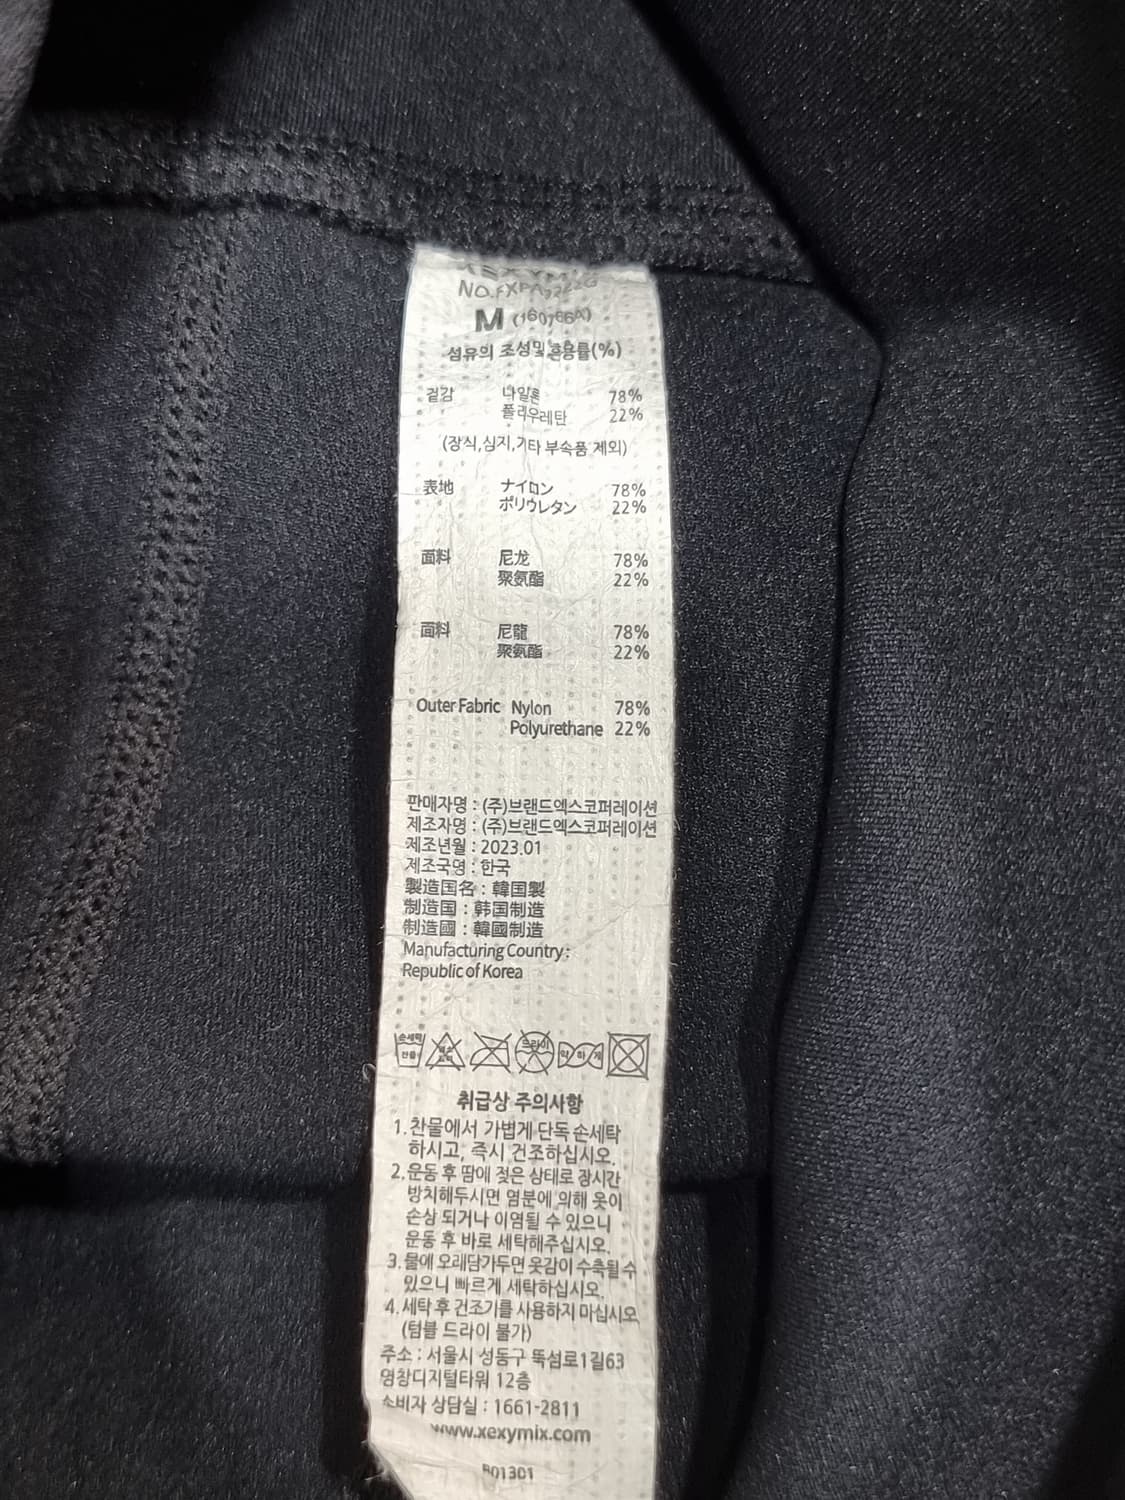 XEXYMIX
M (160/66A)
섬유의 조성및 혼용률(%)
겉감 나일론 78%
폴리우레탄 22%
(장식,심지,기타 부속품 제외)
表地 ナイロン 78%
ポリウレタン 22%
面料 尼龙 78%
聚氨酯 22%
面料 尼龍 78%
聚氨酯 22%
Outer Fabric Nylon 78%
Polyurethane 22%
판매자명 : (주)브랜드엑스코퍼레이션
제조자명 : (주)브랜드엑스코퍼레이션
제조년월 : 2023.01
제조국명 : 한국
製造国名 : 韓国製
制造国 : 韩国制造
制造國 : 韓國制造
Manufacturing Country :
Republic of Korea
손세탁 드라이 약하게
찬물
취급상 주의사항
1. 찬물에서 가볍게 단독 손세탁
하시고, 즉시 건조하십시오.
2. 운동 후 땀에 젖은 상태로 장시간
방치해두시면 염분에 의해 옷이
손상 되거나 이염될 수 있으니
운동 후 바로 세탁해주십시오.
3. 물에 오래담가두면 옷감이 수축될 수
있으니 빠르게 세탁하십시오.
4. 세탁 후 건조기를 사용하지 마십시오.
(텀블 드라이 불가)
주소 : 서울시 성동구 뚝섬로1길63
영창디지털타워 12층
소비자 상담실 : 1661-2811
www.xexymix.com